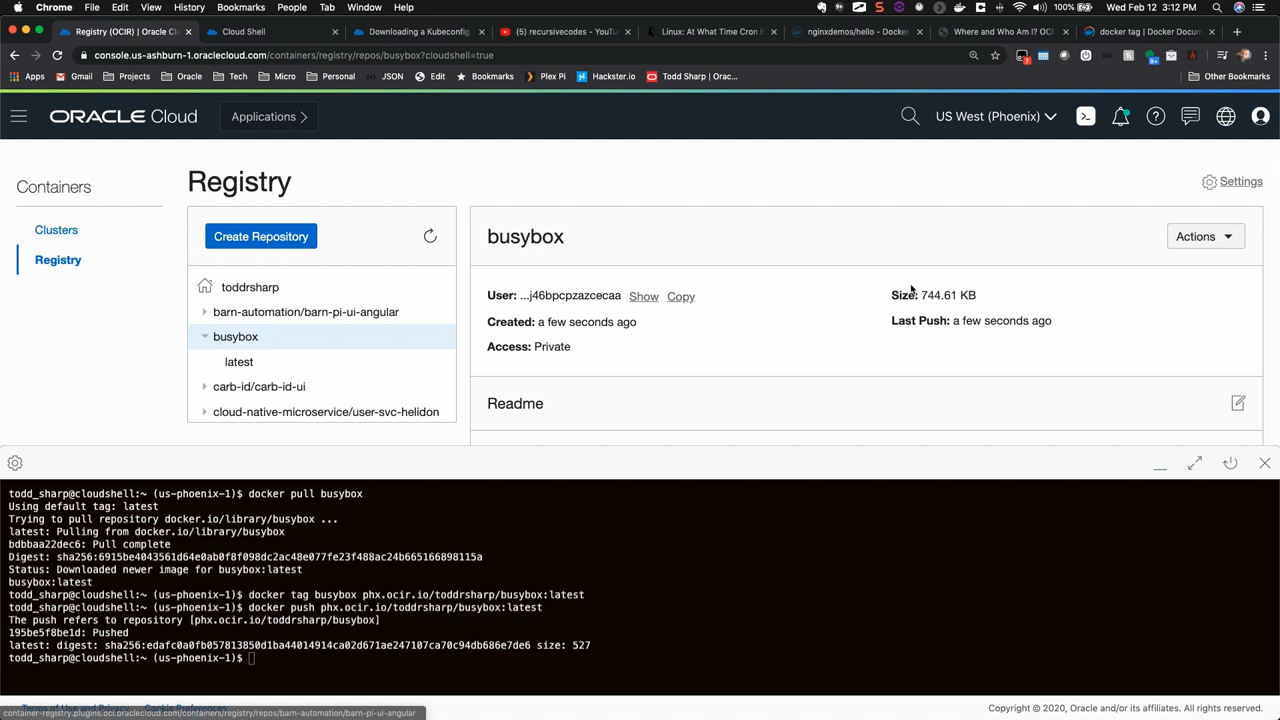 Chrome File Edit View History Bookmarks People Tab Window Help 100% Wed Feb 12 3:12 PM
Registry (OCIR) | Oracle Cl Cloud Shell Downloading a Kubeconfig (5) recursivecodes - YouTu Linux: At What Time Cron E nginxdemos/hello - Docker Where and Who Am I? OCI docker tag | Docker Docum
console.us-ashburn-1.oraclecloud.com/containers/registry/repos/busybox?cloudshell=true
Apps Gmail Projects Oracle Tech Micro Personal JSON Edit Bookmarks Plex Pi Hackster.io Todd Sharp | Orac... Other Bookmarks
ORACLE Cloud Applications US West (Phoenix)
Containers
Clusters
Registry
Registry
Settings
Create Repository
toddrsharp
barn-automation/barn-pi-ui-angular
busybox
latest
carb-id/carb-id-ui
cloud-native-microservice/user-svc-helidon
busybox
Actions
User: ...j46bpcpzazcecaa Show Copy
Created: a few seconds ago
Access: Private
Size: 744.61 KB
Last Push: a few seconds ago
Readme
todd_sharp@cloudshell:~ (us-phoenix-1)$ docker pull busybox
Using default tag: latest
Trying to pull repository docker.io/library/busybox ...
latest: Pulling from docker.io/library/busybox
bdbbaa22dec6: Pull complete
Digest: sha256:6915be4043561d64e0ab0f8f098dc2ac48e077fe23f488ac24b665166898115a
Status: Downloaded newer image for busybox:latest
busybox:latest
todd_sharp@cloudshell:~ (us-phoenix-1)$ docker tag busybox phx.ocir.io/toddrsharp/busybox:latest
todd_sharp@cloudshell:~ (us-phoenix-1)$ docker push phx.ocir.io/toddrsharp/busybox:latest
The push refers to repository [phx.ocir.io/toddrsharp/busybox]
195be5f8be1d: Pushed
latest: digest: sha256:edafc0a0fb057813850d1ba44014914ca02d671ae247107ca70c94db686e7de6 size: 527
todd_sharp@cloudshell:~ (us-phoenix-1)$
Terms of Use and Privacy Cookie Preferences
container-registry.plugins.oci.oraclecloud.com/containers/registry/repos/barn-automation/barn-pi-ui-angular
Copyright © 2020, Oracle and/or its affiliates. All rights reserved.